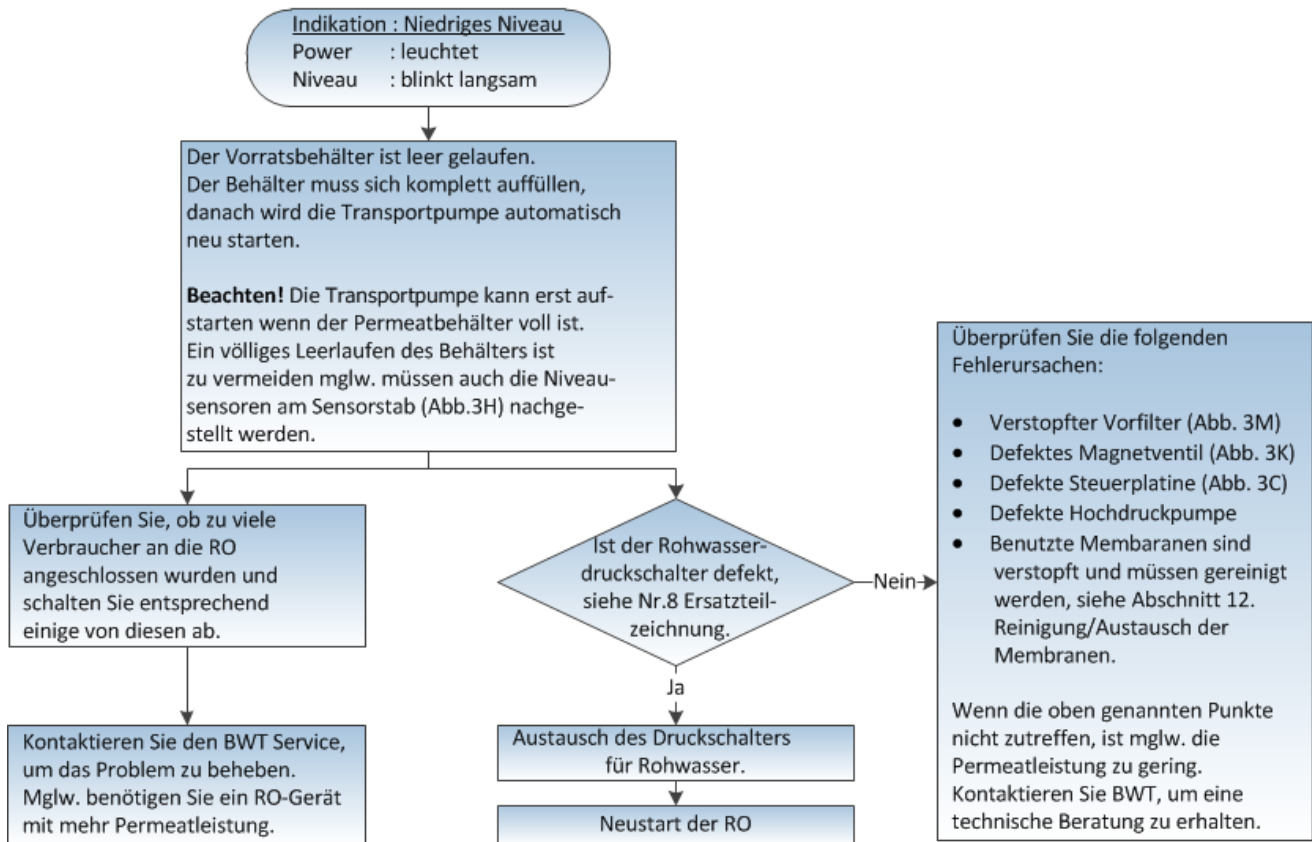 Indikation : Niedriges Niveau
Power : leuchtet
Niveau : blinkt langsam
Der Vorratsbehälter ist leer gelaufen.
Der Behälter muss sich komplett auffüllen,
danach wird die Transportpumpe automatisch
neu starten.
Beachten! Die Transportpumpe kann erst auf-
starten wenn der Permeatbehälter voll ist.
Ein völliges Leerlaufen des Behälters ist
zu vermeiden mglw. müssen auch die Niveau-
sensoren am Sensorstab (Abb.3H) nachge-
stellt werden.
Überprüfen Sie, ob zu viele
Verbraucher an die RO
angeschlossen wurden und
schalten Sie entsprechend
einige von diesen ab.
Kontaktieren Sie den BWT Service,
um das Problem zu beheben.
Mglw. benötigen Sie ein RO-Gerät
mit mehr Permeatleistung.
Ist der Rohwasser-
druckschalter defekt,
siehe Nr.8 Ersatzteil-
zeichnung.
Nein
Ja
Austausch des Druckschalters
für Rohwasser.
Neustart der RO
Überprüfen Sie die folgenden
Fehlerursachen:
• Verstopfter Vorfilter (Abb. 3M)
• Defektes Magnetventil (Abb. 3K)
• Defekte Steuerplatine (Abb. 3C)
• Defekte Hochdruckpumpe
• Benutzte Membaranen sind
verstopft und müssen gereinigt
werden, siehe Abschnitt 12.
Reinigung/Austausch der
Membranen.
Wenn die oben genannten Punkte
nicht zutreffen, ist mglw. die
Permeatleistung zu gering.
Kontaktieren Sie BWT, um eine
technische Beratung zu erhalten.